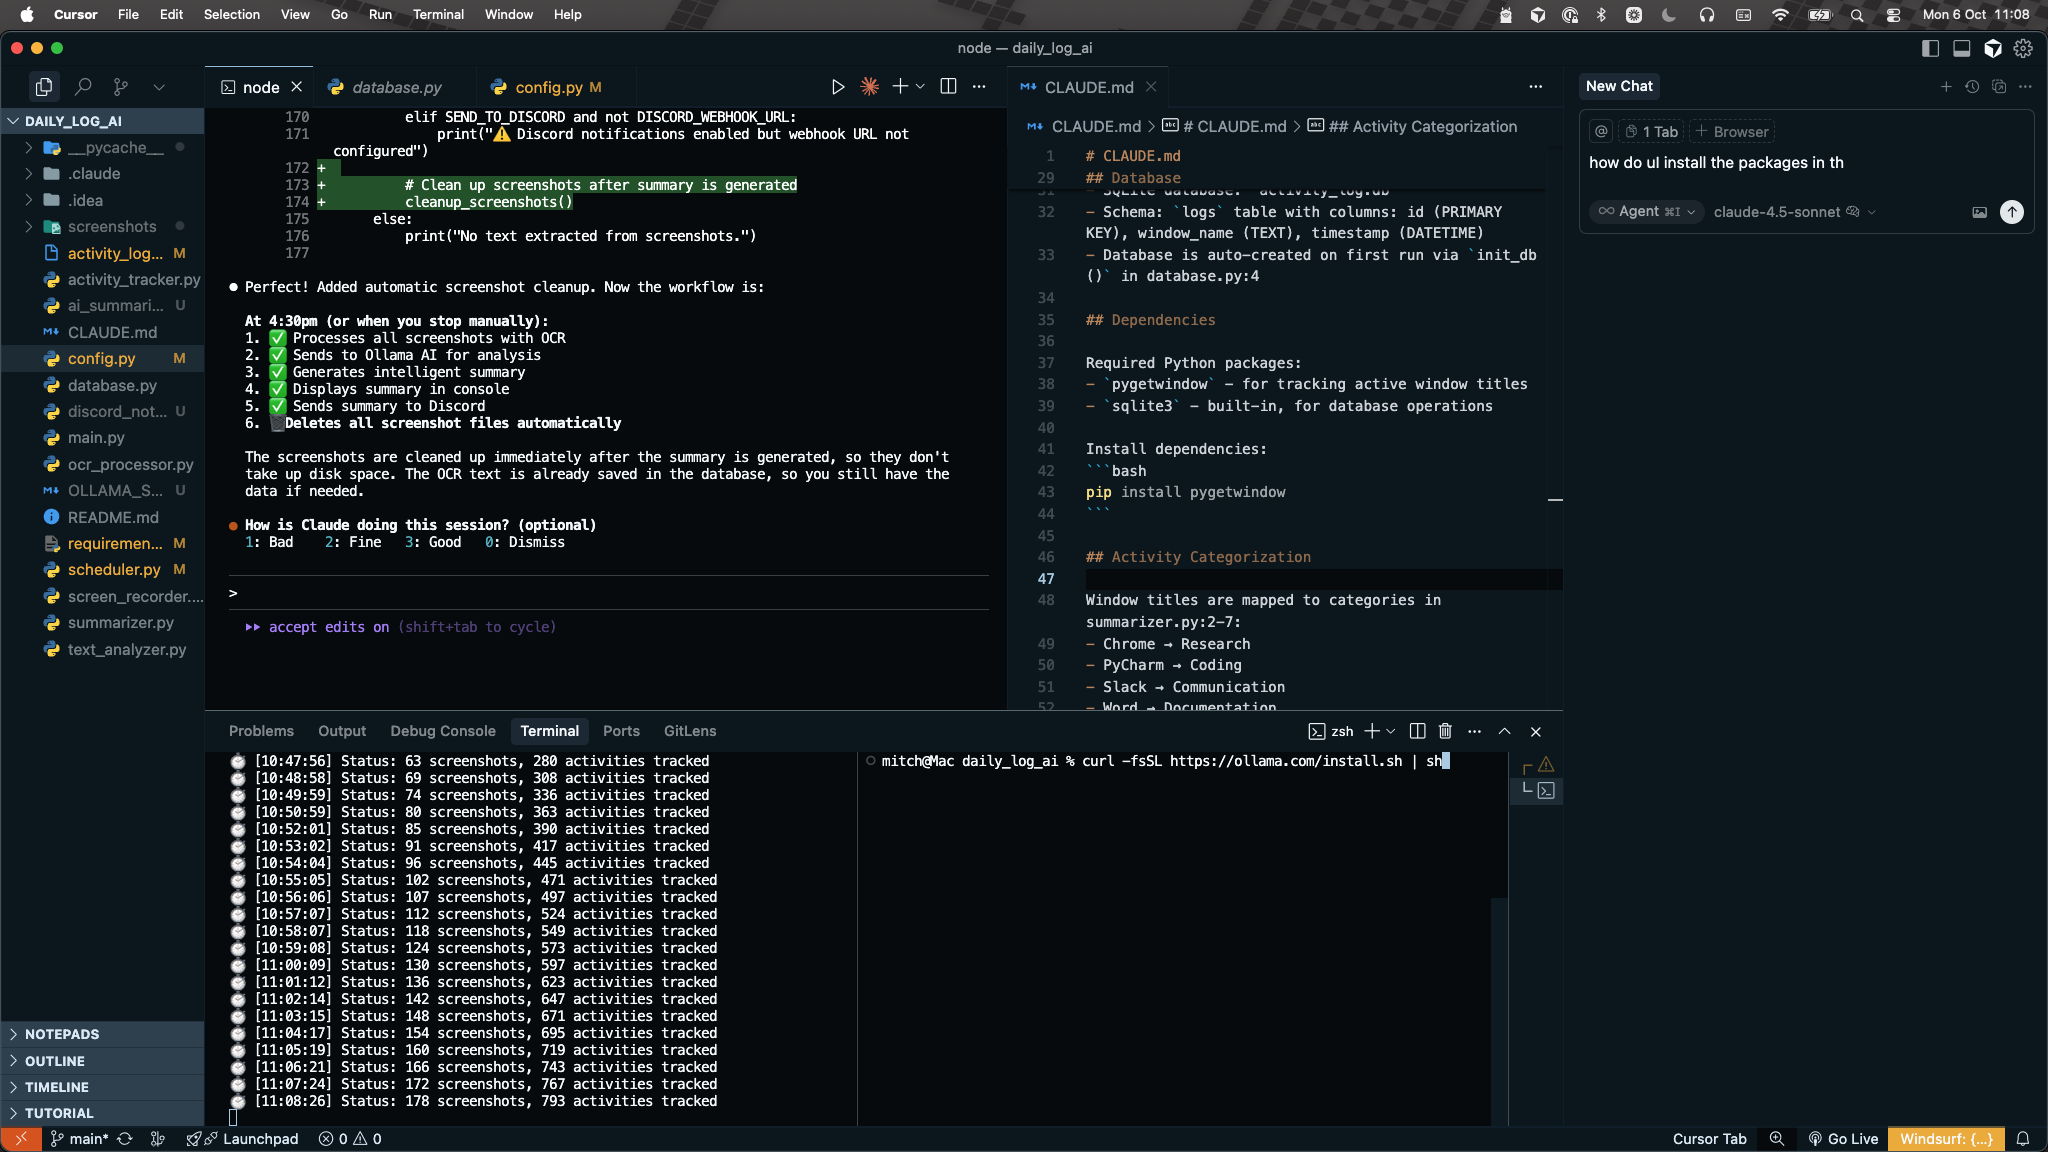 Cursor File Edit Selection View Go Run Terminal Window Help
Mon 6 Oct 11:08
node — daily_log_ai
DAILY_LOG_AI
__pycache__
.claude
.idea
screenshots
activity_log... M
activity_tracker.py
ai_summari... U
CLAUDE.md
config.py M
database.py
discord_not... U
main.py
ocr_processor.py
OLLAMA_S... U
README.md
requiremen... M
scheduler.py M
screen_recorder....
summarizer.py
text_analyzer.py
NOTEPADS
OUTLINE
TIMELINE
TUTORIAL
node
database.py
config.py M
170 elif SEND_TO_DISCORD and not DISCORD_WEBHOOK_URL:
171 print("⚠️ Discord notifications enabled but webhook URL not
configured")
172 +
173 + # Clean up screenshots after summary is generated
174 + cleanup_screenshots()
175 else:
176 print("No text extracted from screenshots.")
177
Perfect! Added automatic screenshot cleanup. Now the workflow is:
At 4:30pm (or when you stop manually):
1. ✅ Processes all screenshots with OCR
2. ✅ Sends to Ollama AI for analysis
3. ✅ Generates intelligent summary
4. ✅ Displays summary in console
5. ✅ Sends summary to Discord
6. 🗑️Deletes all screenshot files automatically
The screenshots are cleaned up immediately after the summary is generated, so they don't
take up disk space. The OCR text is already saved in the database, so you still have the
data if needed.
How is Claude doing this session? (optional)
1: Bad 2: Fine 3: Good 0: Dismiss
>
accept edits on (shift+tab to cycle)
CLAUDE.md
CLAUDE.md > # CLAUDE.md > ## Activity Categorization
1 # CLAUDE.md
29 ## Database
31 - SQLite database: `activity_log.db`
32 - Schema: `logs` table with columns: id (PRIMARY
KEY), window_name (TEXT), timestamp (DATETIME)
33 - Database is auto-created on first run via `init_db
()` in database.py:4
34
35 ## Dependencies
36
37 Required Python packages:
38 - `pygetwindow` - for tracking active window titles
39 - `sqlite3` - built-in, for database operations
40
41 Install dependencies:
42 ```bash
43 pip install pygetwindow
44 ```
45
46 ## Activity Categorization
47
48 Window titles are mapped to categories in
summarizer.py:2-7:
49 - Chrome → Research
50 - PyCharm → Coding
51 - Slack → Communication
52 - Word → Documentation
New Chat
@ 1 Tab + Browser
how do uI install the packages in th
Agent ⌘I claude-4.5-sonnet
Problems Output Debug Console Terminal Ports GitLens
zsh
[10:47:56] Status: 63 screenshots, 280 activities tracked
[10:48:58] Status: 69 screenshots, 308 activities tracked
[10:49:59] Status: 74 screenshots, 336 activities tracked
[10:50:59] Status: 80 screenshots, 363 activities tracked
[10:52:01] Status: 85 screenshots, 390 activities tracked
[10:53:02] Status: 91 screenshots, 417 activities tracked
[10:54:04] Status: 96 screenshots, 445 activities tracked
[10:55:05] Status: 102 screenshots, 471 activities tracked
[10:56:06] Status: 107 screenshots, 497 activities tracked
[10:57:07] Status: 112 screenshots, 524 activities tracked
[10:58:07] Status: 118 screenshots, 549 activities tracked
[10:59:08] Status: 124 screenshots, 573 activities tracked
[11:00:09] Status: 130 screenshots, 597 activities tracked
[11:01:12] Status: 136 screenshots, 623 activities tracked
[11:02:14] Status: 142 screenshots, 647 activities tracked
[11:03:15] Status: 148 screenshots, 671 activities tracked
[11:04:17] Status: 154 screenshots, 695 activities tracked
[11:05:19] Status: 160 screenshots, 719 activities tracked
[11:06:21] Status: 166 screenshots, 743 activities tracked
[11:07:24] Status: 172 screenshots, 767 activities tracked
[11:08:26] Status: 178 screenshots, 793 activities tracked
mitch@Mac daily_log_ai % curl -fsSL https://ollama.com/install.sh | sh
main* Launchpad 0 0
Cursor Tab Go Live Windsurf: {...}